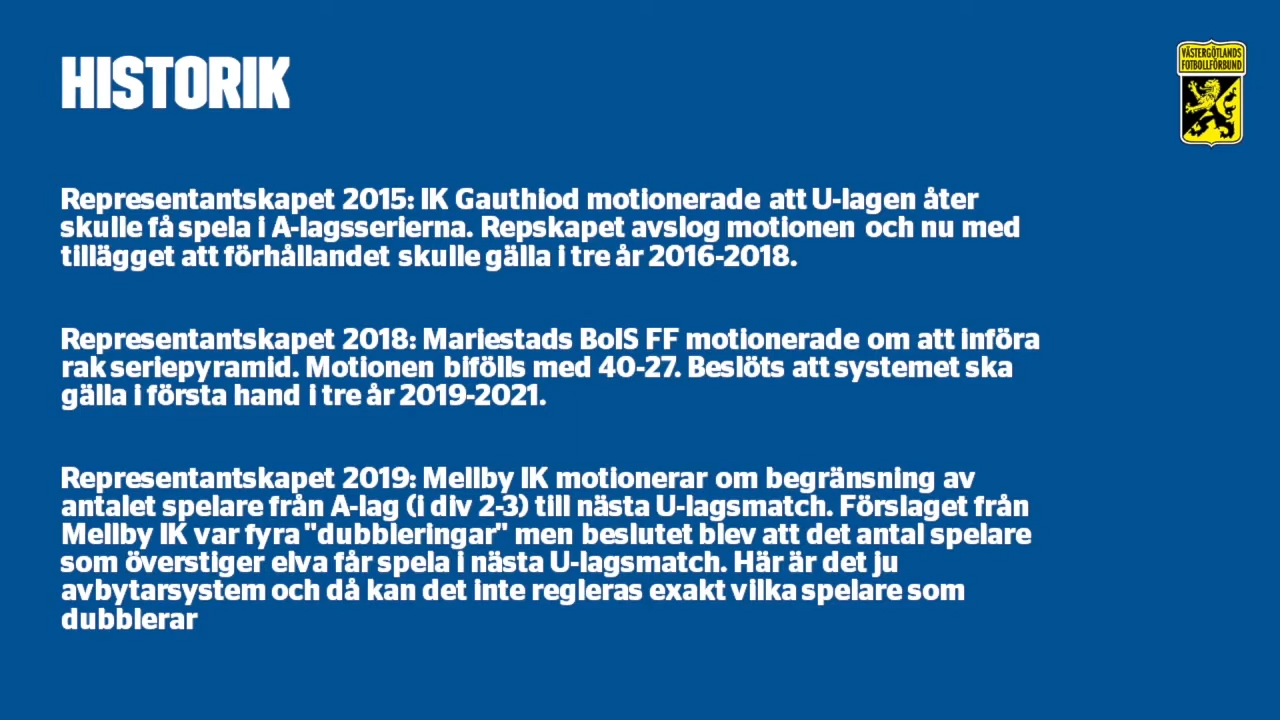 HISTORIK
VÄSTERGÖTLANDS
FOTBOLLFÖRBUND
Representantskapet 2015: IK Gauthiod motionerade att U-lagen åter
skulle få spela i A-lagsserierna. Repskapet avslog motionen och nu med
tillägget att förhållandet skulle gälla i tre år 2016-2018.
Representantskapet 2018: Mariestads BoIS FF motionerade om att införa
rak seriepyramid. Motionen bifölls med 40-27. Beslöts att systemet ska
gälla i första hand i tre år 2019-2021.
Representantskapet 2019: Mellby IK motionerar om begränsning av
antalet spelare från A-lag (i div 2-3) till nästa U-lagsmatch. Förslaget från
Mellby IK var fyra "dubbleringar" men beslutet blev att det antal spelare
som överstiger elva får spela i nästa U-lagsmatch. Här är det ju
avbytarsystem och då kan det inte regleras exakt vilka spelare som
dubblerar